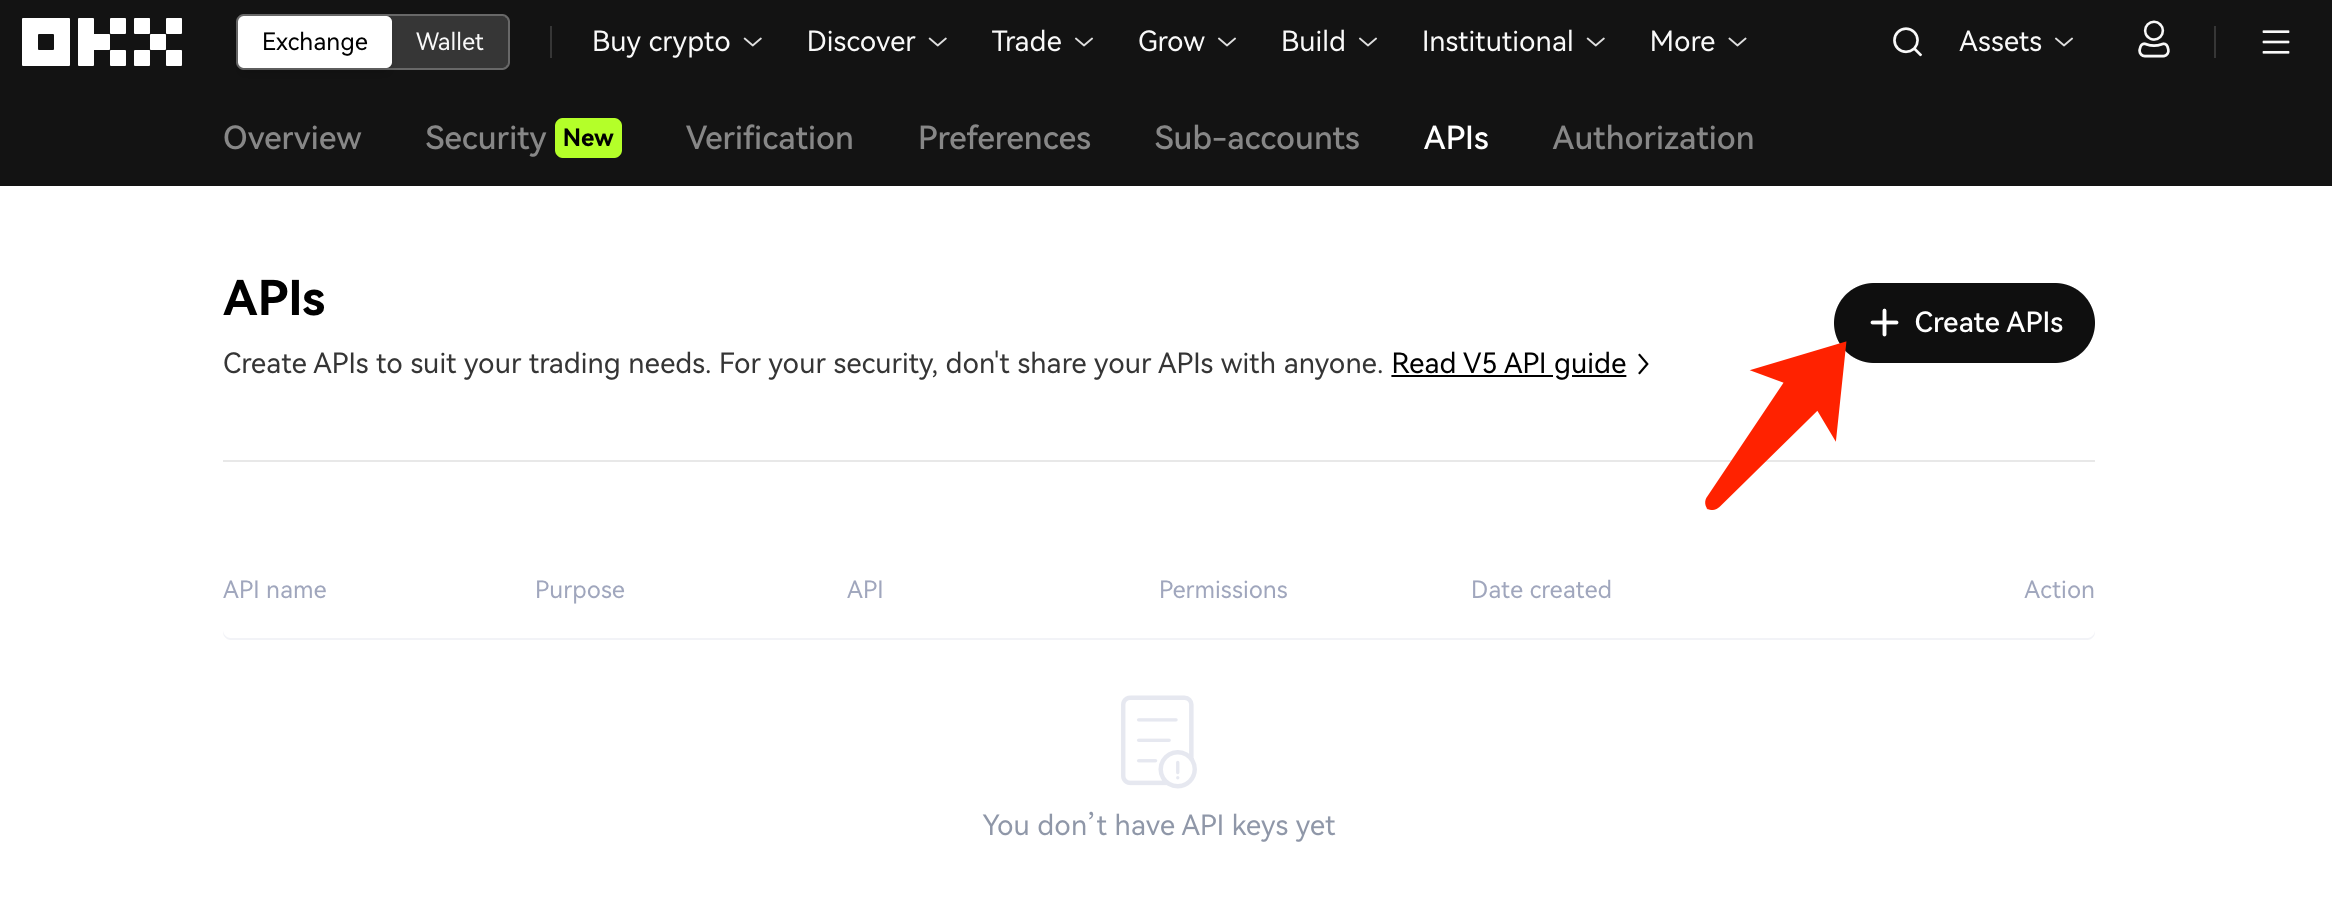 OKX Exchange Wallet Buy crypto Discover Trade Grow Build Institutional More Assets
Overview Security New Verification Preferences Sub-accounts APIs Authorization
APIs
+ Create APIs
Create APIs to suit your trading needs. For your security, don't share your APIs with anyone. Read V5 API guide
API name Purpose API Permissions Date created Action
You don’t have API keys yet